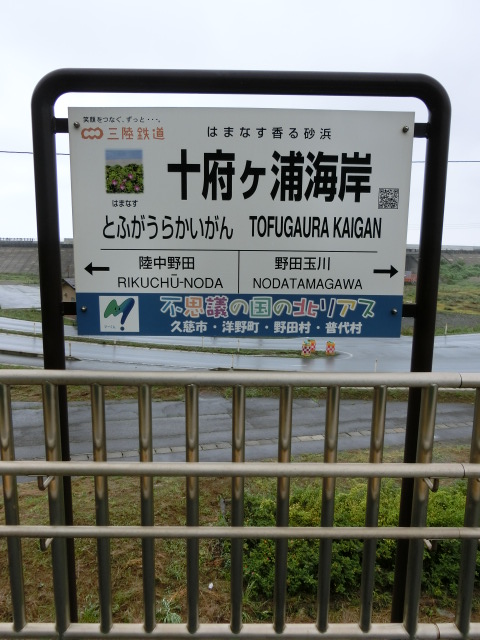 笑顔をつなぐ、ずっと・・・。
三陸鉄道
はまなす香る砂浜
はまなす
十府ヶ浦海岸
とふがうらかいがん TOFUGAURA KAIGAN
陸中野田 野田玉川
RIKUCHŪ-NODA NODATAMAGAWA
不思議の国の北リアス
久慈市・洋野町・野田村・普代村